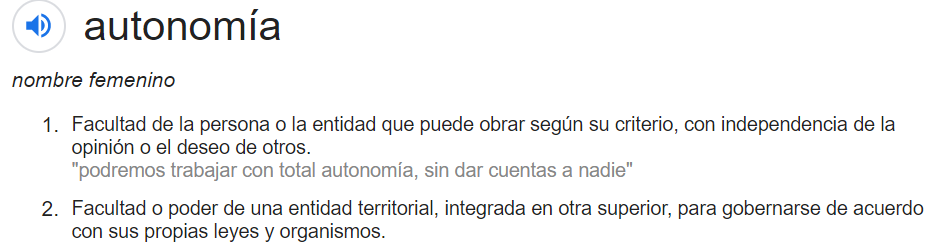 autonomía
nombre femenino
1. Facultad de la persona o la entidad que puede obrar según su criterio, con independencia de la
opinión o el deseo de otros.
"podremos trabajar con total autonomía, sin dar cuentas a nadie"
2. Facultad o poder de una entidad territorial, integrada en otra superior, para gobernarse de acuerdo
con sus propias leyes y organismos.